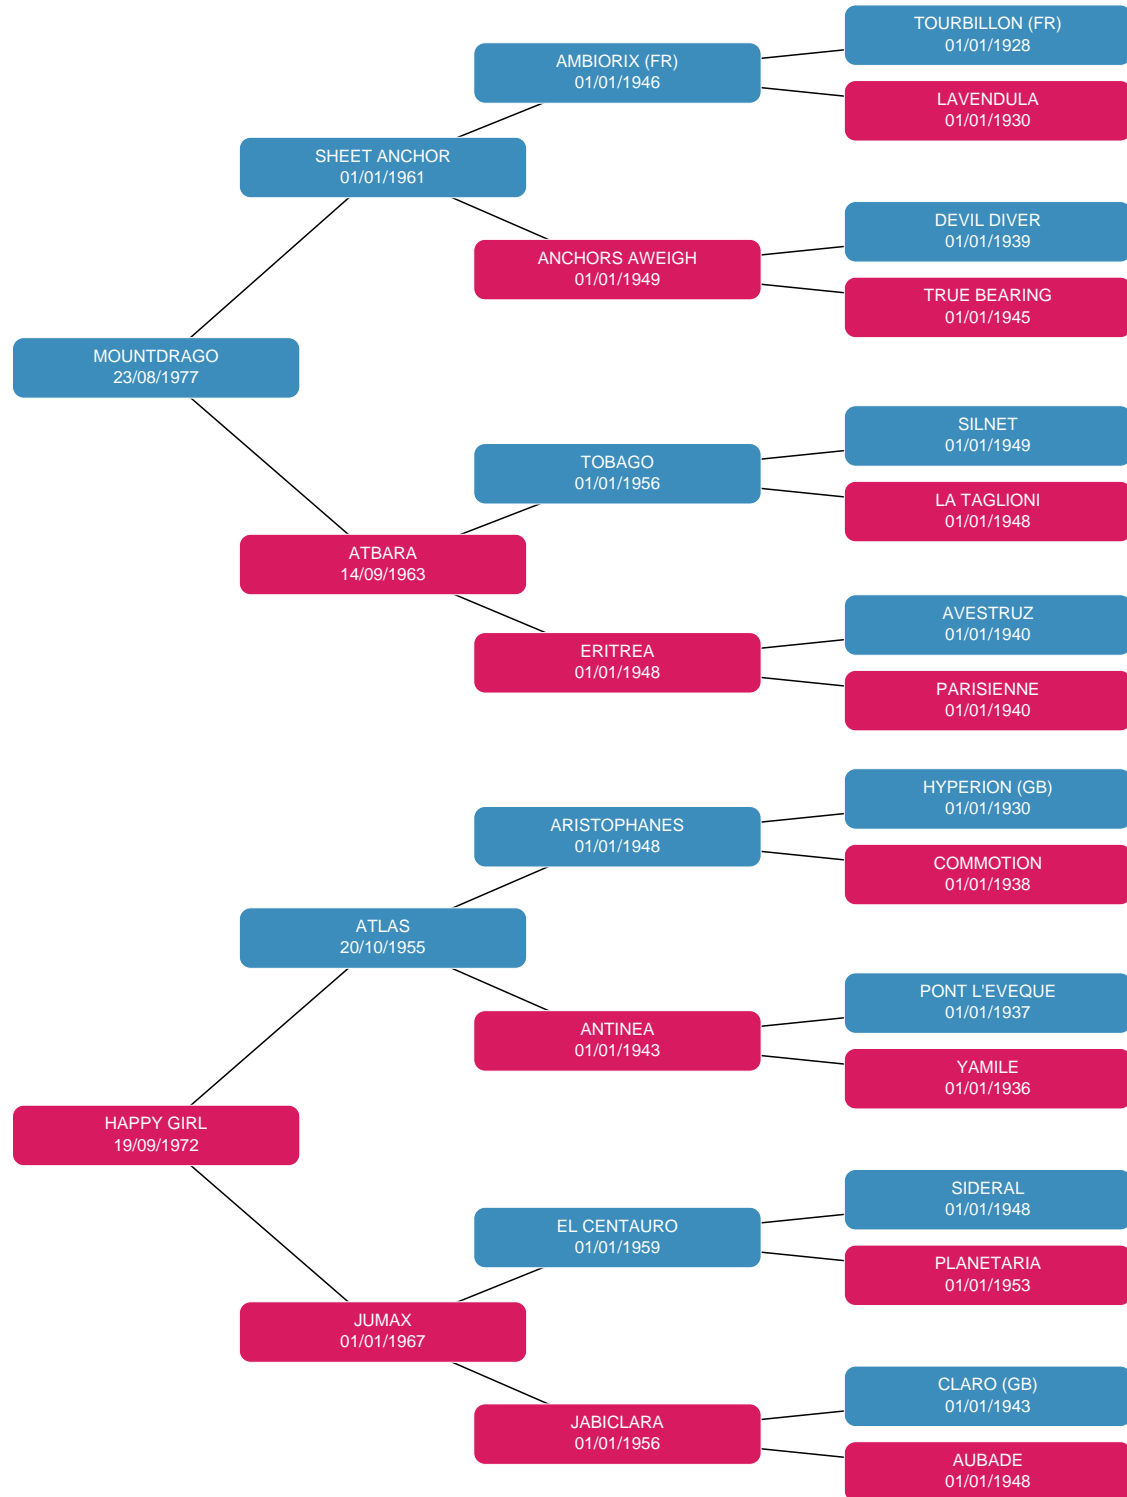 TOURBILLON (FR)
01/01/1928
AMBIORIX (FR)
01/01/1946
LAVENDULA
01/01/1930
SHEET ANCHOR
01/01/1961
DEVIL DIVER
01/01/1939
ANCHORS AWEIGH
01/01/1949
TRUE BEARING
01/01/1945
MOUNTDRAGO
23/08/1977
SILNET
01/01/1949
TOBAGO
01/01/1956
LA TAGLIONI
01/01/1948
ATBARA
14/09/1963
AVESTRUZ
01/01/1940
ERITREA
01/01/1948
PARISIENNE
01/01/1940
HYPERION (GB)
01/01/1930
ARISTOPHANES
01/01/1948
COMMOTION
01/01/1938
ATLAS
20/10/1955
PONT L'EVEQUE
01/01/1937
ANTINEA
01/01/1943
YAMILE
01/01/1936
HAPPY GIRL
19/09/1972
SIDERAL
01/01/1948
EL CENTAURO
01/01/1959
PLANETARIA
01/01/1953
JUMAX
01/01/1967
CLARO (GB)
01/01/1943
JABICLARA
01/01/1956
AUBADE
01/01/1948